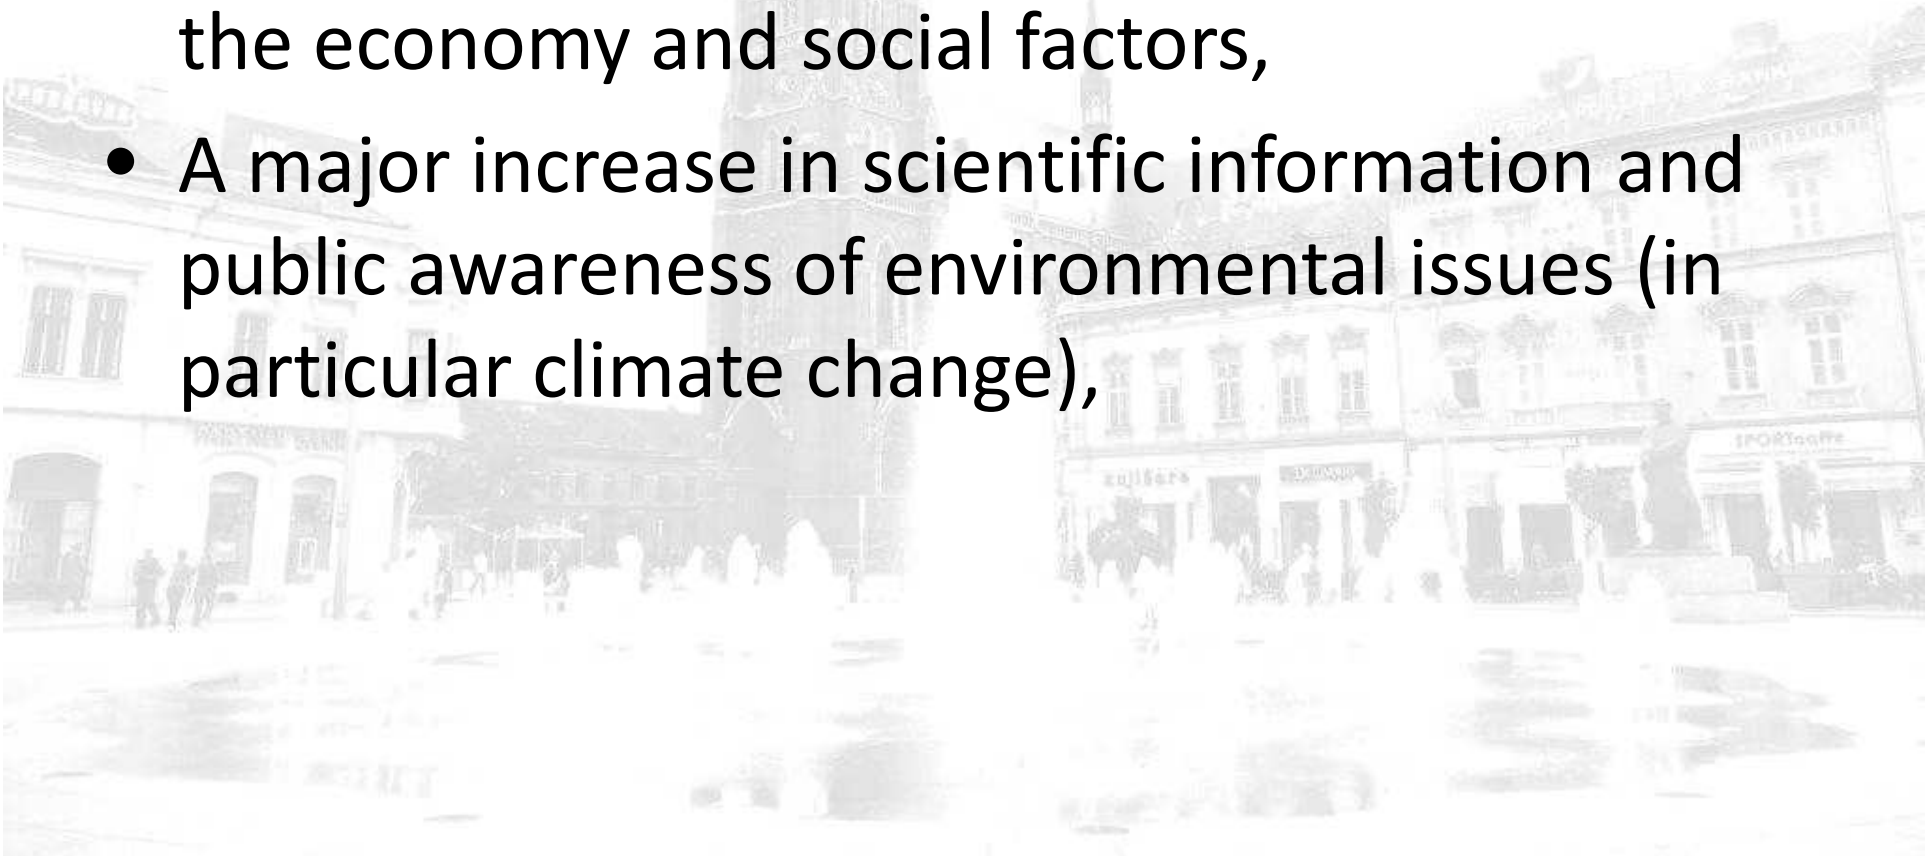 the economy and social factors,
• A major increase in scientific information and
public awareness of environmental issues (in
particular climate change),